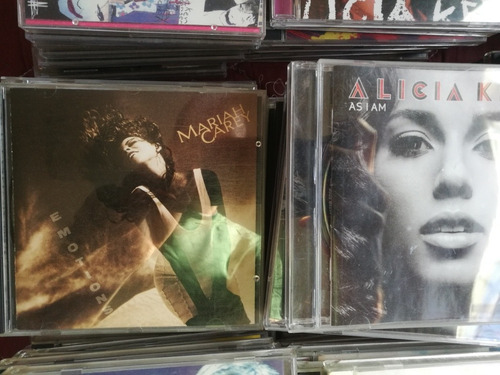 MARIAH
CAREY
EMOTIONS
ALICIA K
AS I AM